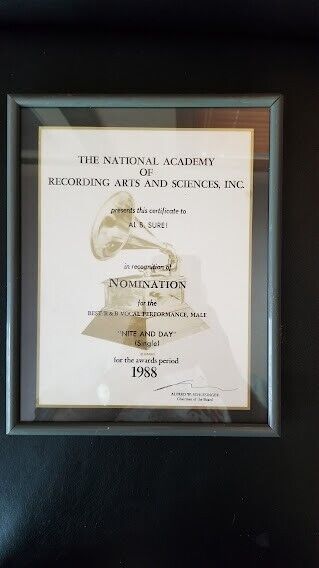 THE NATIONAL ACADEMY
OF
RECORDING ARTS AND SCIENCES, INC.
presents this certificate to
AL B. SURE!
in recognition of
NOMINATION
for the
BEST R & B VOCAL PERFORMANCE, MALE
"NITE AND DAY"
(Single)
for the awards period
1988
ALFRED W. SCHLESINGER
Chairman of the Board